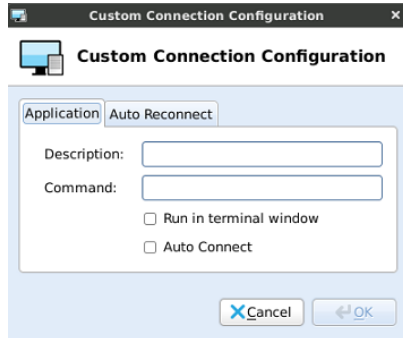 Custom Connection Configuration
Custom Connection Configuration
Application Auto Reconnect
Description:
Command:
Run in terminal window
Auto Connect
Cancel OK